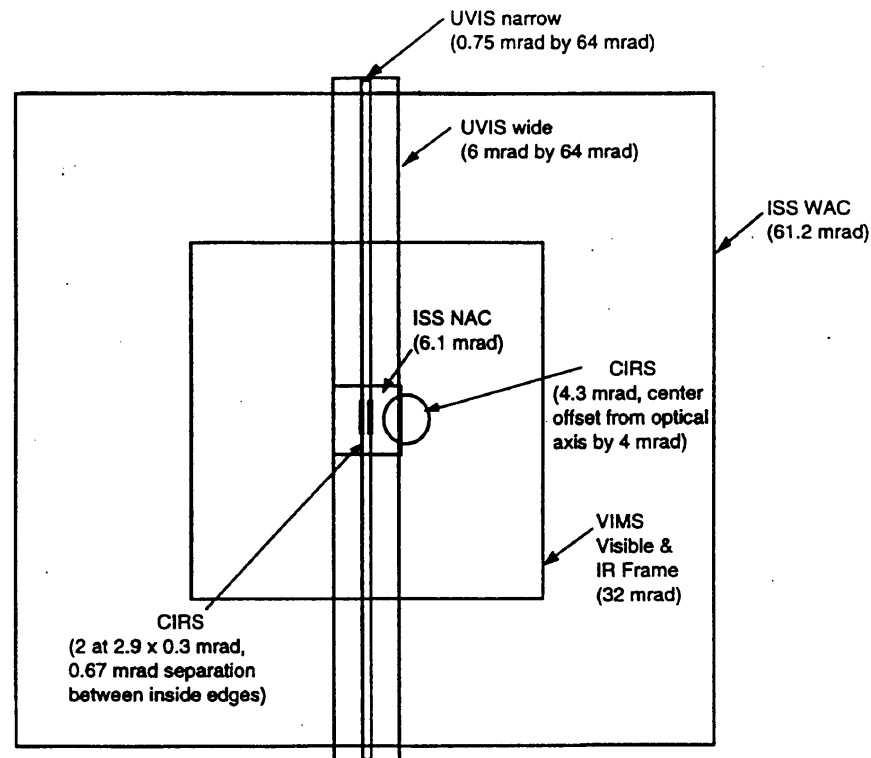 UVIS narrow
(0.75 mrad by 64 mrad)
UVIS wide
(6 mrad by 64 mrad)
ISS WAC
(61.2 mrad)
ISS NAC
(6.1 mrad)
CIRS
(4.3 mrad, center
offset from optical
axis by 4 mrad)
VIMS
Visible &
IR Frame
(32 mrad)
CIRS
(2 at 2.9 x 0.3 mrad,
0.67 mrad separation
between inside edges)